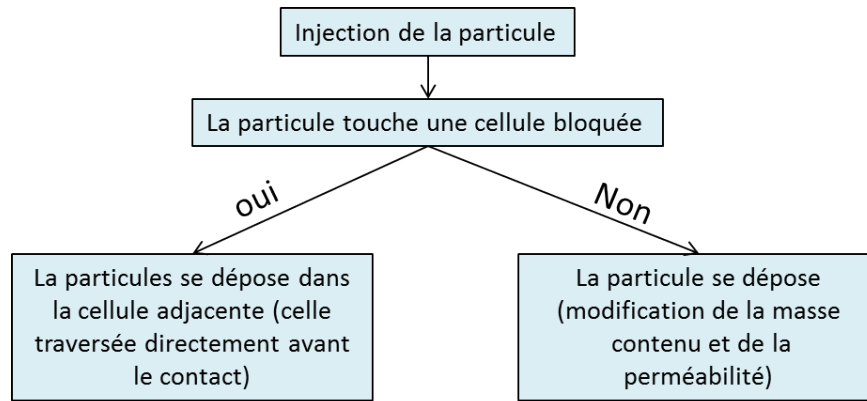 Injection de la particule
La particule touche une cellule bloquée
oui
Non
La particules se dépose dans
la cellule adjacente (celle
traversée directement avant
le contact)
La particule se dépose
(modification de la masse
contenu et de la
perméabilité)